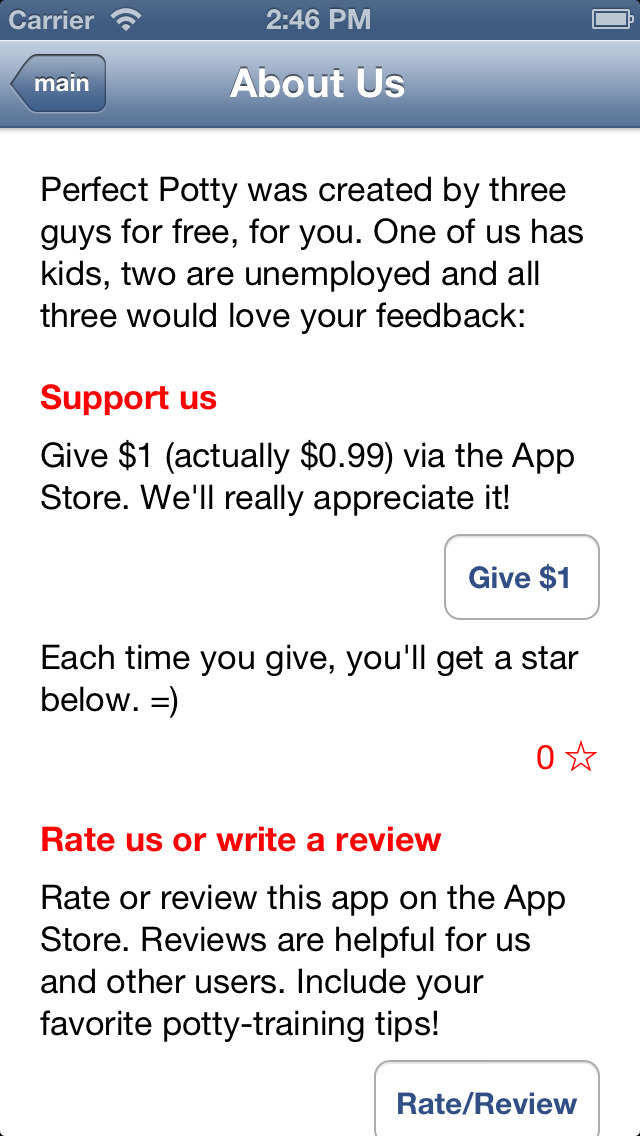 Carrier 2:46 PM
main About Us
Perfect Potty was created by three
guys for free, for you. One of us has
kids, two are unemployed and all
three would love your feedback:
Support us
Give $1 (actually $0.99) via the App
Store. We'll really appreciate it!
Give $1
Each time you give, you'll get a star
below. =)
0 ☆
Rate us or write a review
Rate or review this app on the App
Store. Reviews are helpful for us
and other users. Include your
favorite potty-training tips!
Rate/Review